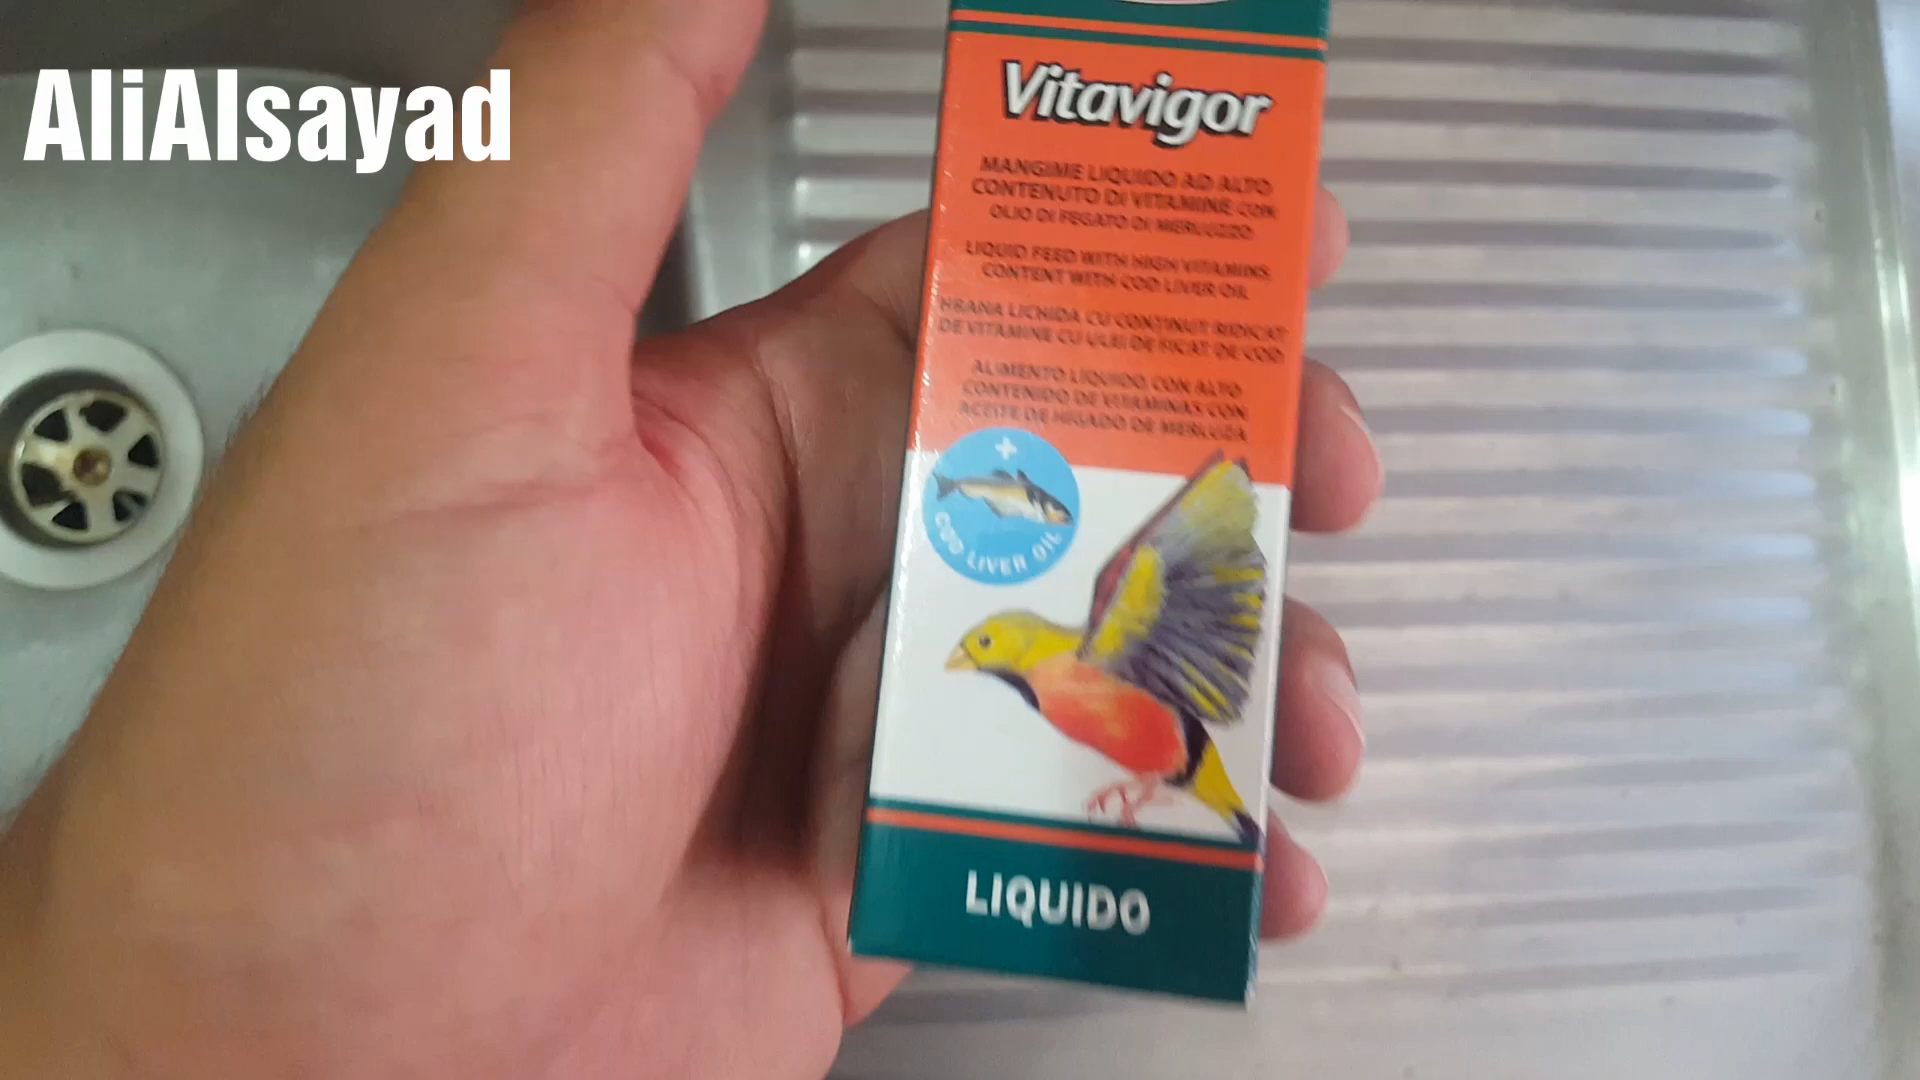 AliAlsayad
Vitavigor
MANGIME LIQUIDO AD ALTO
CONTENUTO DI VITAMINE CON
OLIO DI FEGATO DI MERLUZZO
LIQUID FEED WITH HIGH VITAMINS
CONTENT WITH COD LIVER OIL
HRANA LICHIDA CU CONTINUT RIDICAT
DE VITAMINE CU ULEI DE FICAT DE COD
ALIMENTO LIQUIDO CON ALTO
CONTENIDO DE VITAMINAS CON
ACEITE DE HIGADO DE MERLUZA
+
COD LIVER OIL
LIQUIDO